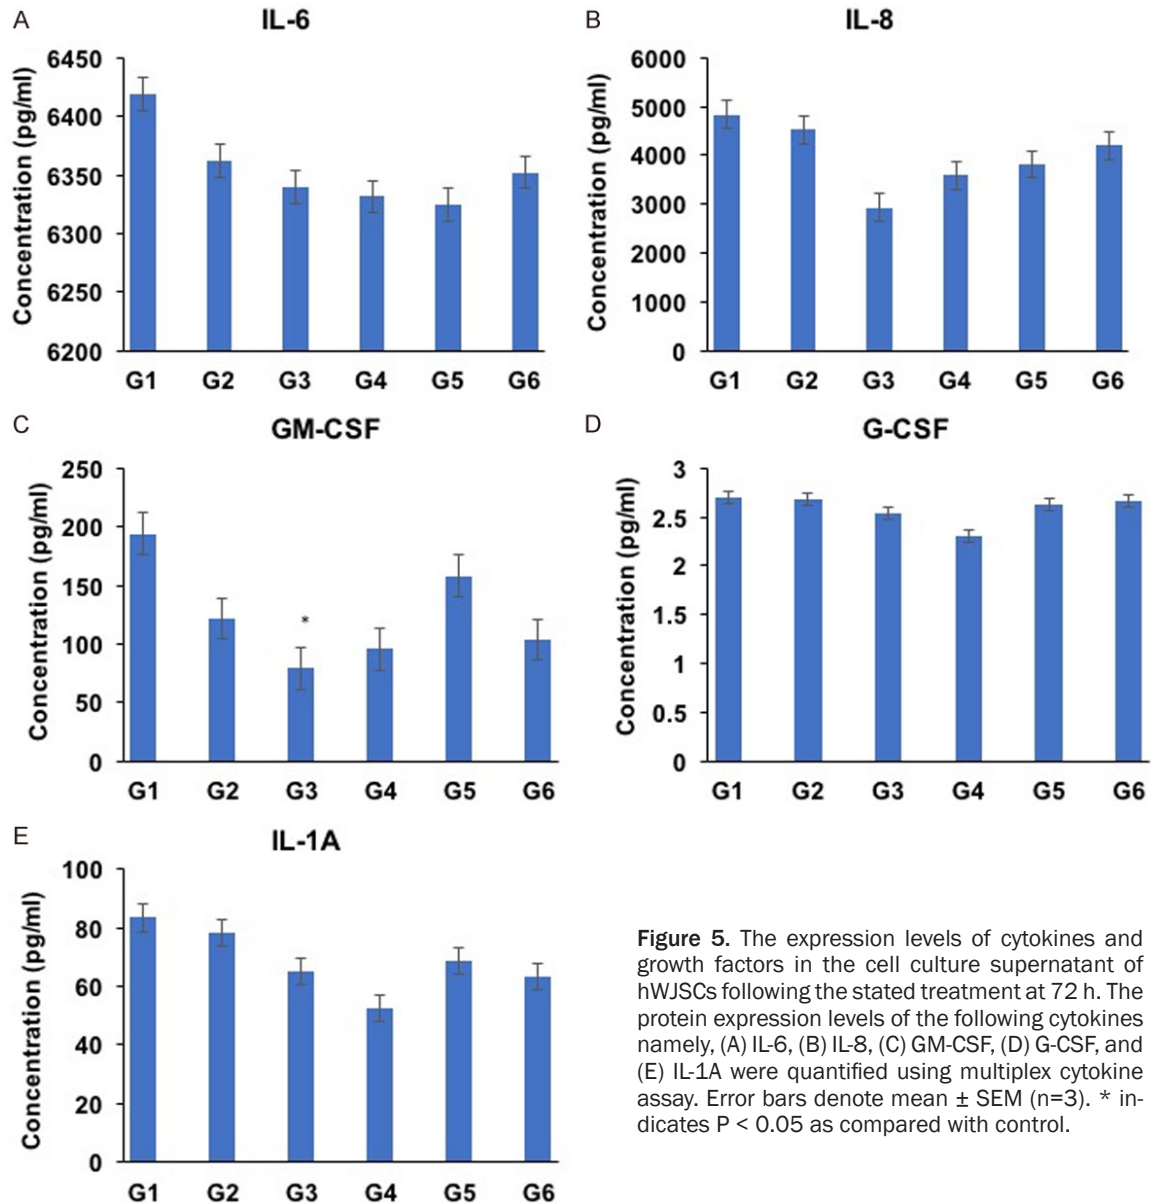 A
IL-6
Concentration (pg/ml)
6450
6400
6350
6300
6250
6200
G1 G2 G3 G4 G5 G6
B
IL-8
Concentration (pg/ml)
6000
5000
4000
3000
2000
1000
0
G1 G2 G3 G4 G5 G6
C
GM-CSF
Concentration (pg/ml)
250
200
150
100
50
0
*
G1 G2 G3 G4 G5 G6
D
G-CSF
Concentration (pg/ml)
3
2.5
2
1.5
1
0.5
0
G1 G2 G3 G4 G5 G6
E
IL-1A
Concentration (pg/ml)
100
80
60
40
20
0
G1 G2 G3 G4 G5 G6
Figure 5. The expression levels of cytokines and
growth factors in the cell culture supernatant of
hWJSCs following the stated treatment at 72 h. The
protein expression levels of the following cytokines
namely, (A) IL-6, (B) IL-8, (C) GM-CSF, (D) G-CSF, and
(E) IL-1A were quantified using multiplex cytokine
assay. Error bars denote mean ± SEM (n=3). * in-
dicates P < 0.05 as compared with control.